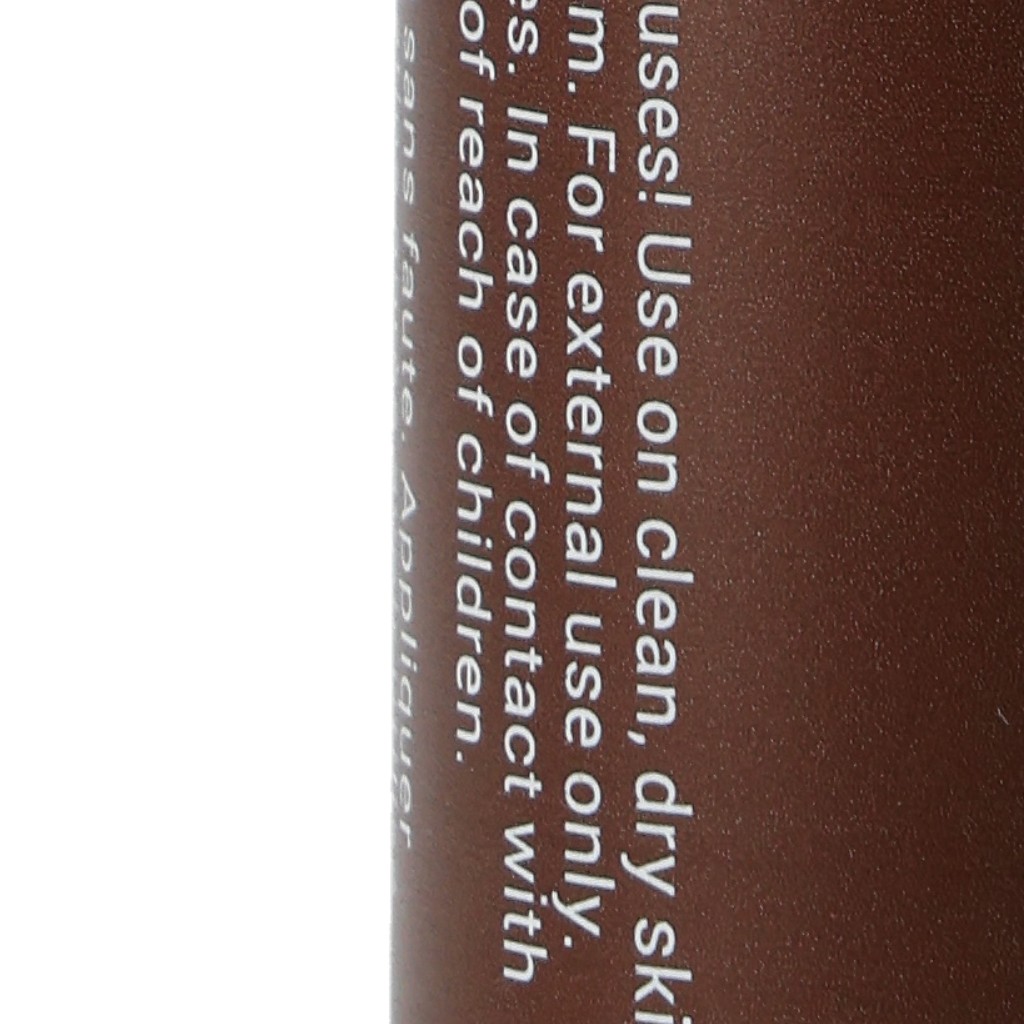 uses! Use on clean, dry ski
m. For external use only.
es. In case of contact with
of reach of children.
sans faute. Appliquer